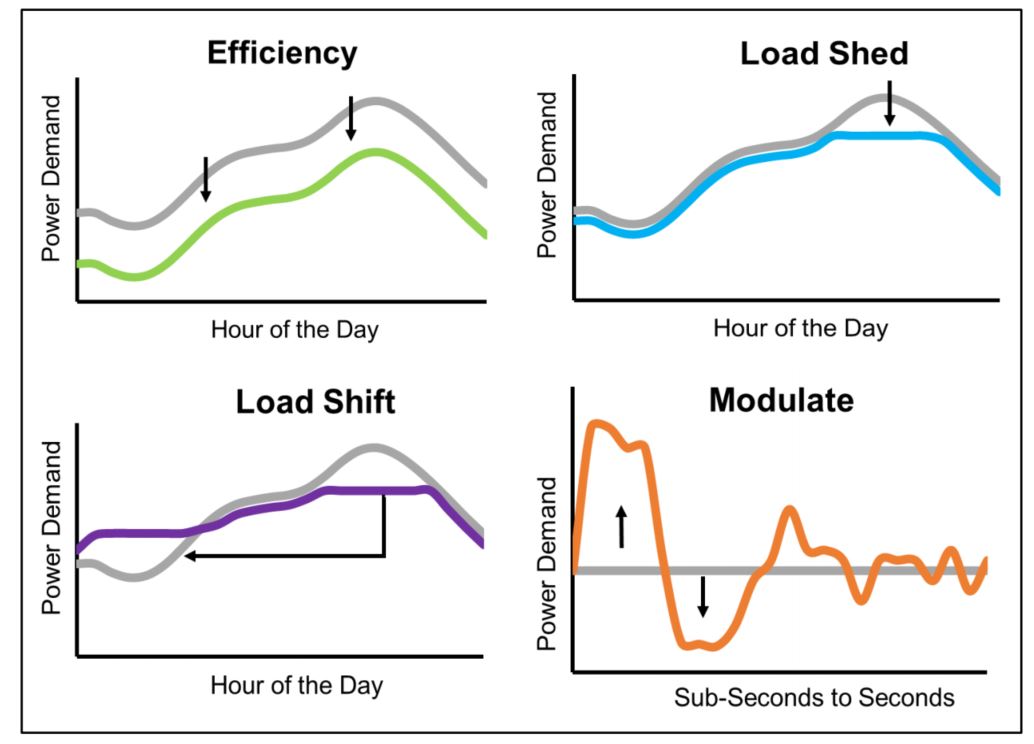 Efficiency
Power Demand
Hour of the Day
Load Shed
Power Demand
Hour of the Day
Load Shift
Power Demand
Hour of the Day
Modulate
Power Demand
Sub-Seconds to Seconds